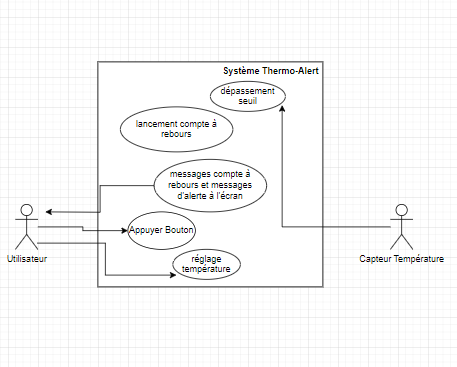 Système Thermo-Alert
dépassement
seuil
lancement compte à
rebours
messages compte à
rebours et messages
d'alerte à l'écran
Appuyer Bouton
réglage
température
Utilisateur
Capteur Température